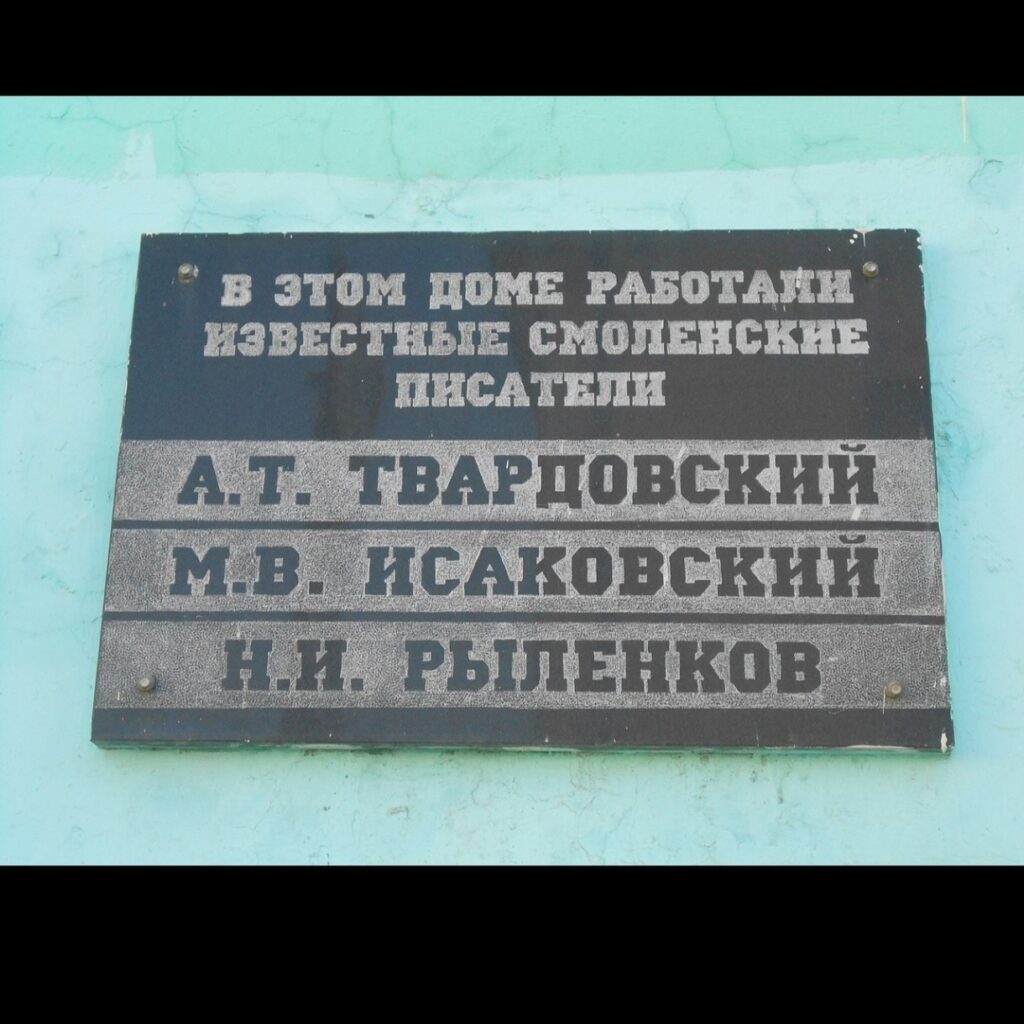 В ЭТОМ ДОМЕ РАБОТАЛИ
ИЗВЕСТНЫЕ СМОЛЕНСКИЕ
ПИСАТЕЛИ
А.Т. ТВАРДОВСКИЙ
М.В. ИСАКОВСКИЙ
Н.И. РЫЛЕНКОВ